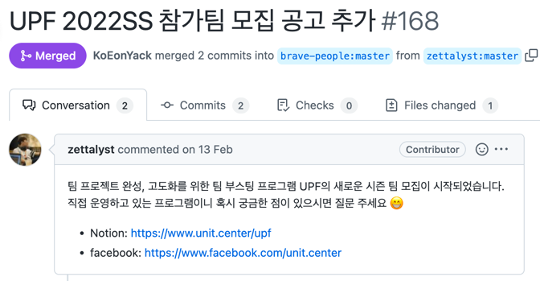 UPF 2022SS 참가팀 모집 공고 추가 #168
Merged KoEonYack merged 2 commits into brave-people:master from zettalyst:master
Conversation 2 Commits 2 Checks 0 Files changed 1
zettalyst commented on 13 Feb Contributor
팀 프로젝트 완성, 고도화를 위한 팀 부스팅 프로그램 UPF의 새로운 시즌 팀 모집이 시작되었습니다.
직접 운영하고 있는 프로그램이니 혹시 궁금한 점이 있으시면 질문 주세요 😁
• Notion: https://www.unit.center/upf
• facebook: https://www.facebook.com/unit.center